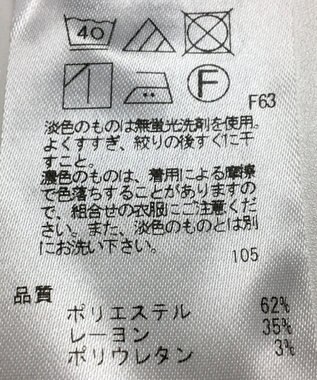 40
F
F63
淡色のものは無蛍光洗剤を使用。
よくすすぎ、絞りの後すぐに干
すこと。
濃色のものは、着用による摩擦
で色落ちすることがありますの
で、組合せの衣服にご注意くだ
さい。また、淡色のものとは別
にお洗い下さい。
105
品質
ポリエステル 62%
レーヨン 35%
ポリウレタン 3%